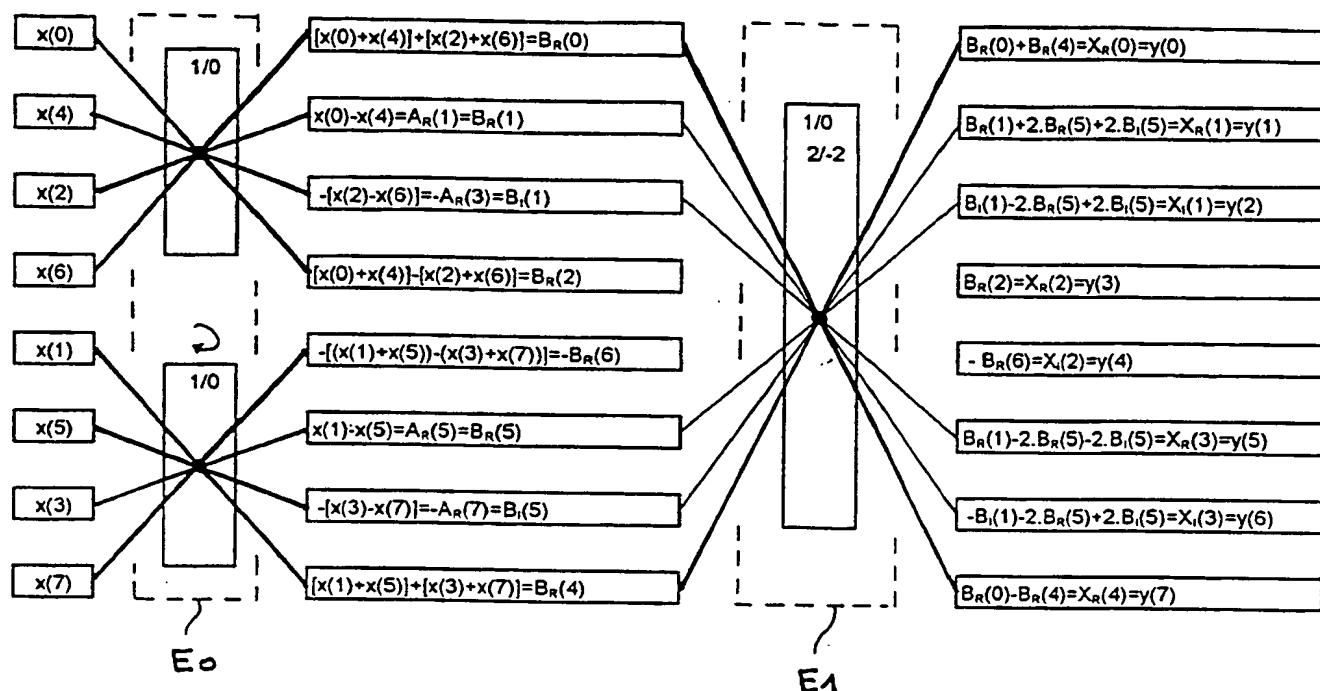 x(0)
x(4)
x(2)
x(6)
x(1)
x(5)
x(3)
x(7)
1/0
1/0
E0
[x(0)+x(4)]+[x(2)+x(6)]=B_R(0)
x(0)-x(4)=A_R(1)=B_R(1)
-[x(2)-x(6)]=-A_R(3)=B_I(1)
[x(0)+x(4)]-[x(2)+x(6)]=B_R(2)
-[(x(1)+x(5))-(x(3)+x(7))]=-B_R(6)
x(1)-x(5)=A_R(5)=B_R(5)
-[x(3)-x(7)]=-A_R(7)=B_I(5)
[x(1)+x(5)]+[x(3)+x(7)]=B_R(4)
1/0
2/-2
E1
B_R(0)+B_R(4)=X_R(0)=y(0)
B_R(1)+2.B_R(5)+2.B_I(5)=X_R(1)=y(1)
B_I(1)-2.B_R(5)+2.B_I(5)=X_I(1)=y(2)
B_R(2)=X_R(2)=y(3)
- B_R(6)=X_I(2)=y(4)
B_R(1)-2.B_R(5)-2.B_I(5)=X_R(3)=y(5)
-B_I(1)-2.B_R(5)+2.B_I(5)=X_I(3)=y(6)
B_R(0)-B_R(4)=X_R(4)=y(7)